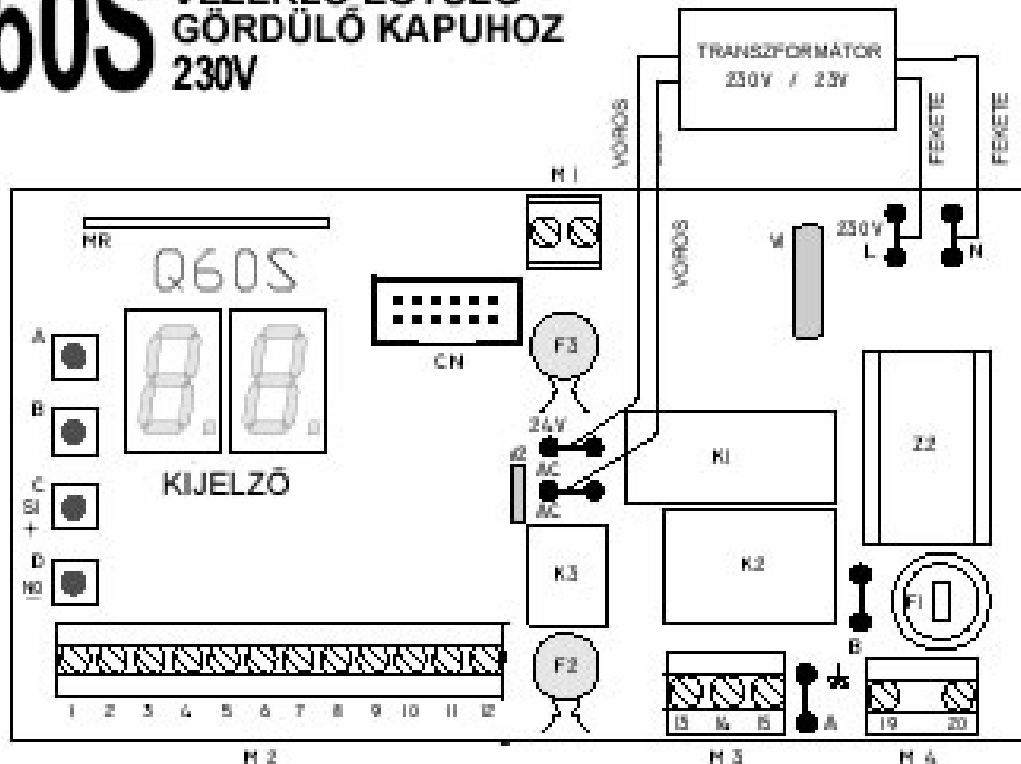 60S
GÖRDÜLŐ KAPUHOZ
230V
TRANSZFORMÁTOR
230V / 23V
VÖRÖS
FEKETE
FEKETE
M1
MR
Q60S
VÖRÖS
230V
L
N
A
CN
F3
B
24V
K1
Z2
KIJELZŐ
AC
C
SI
+
AC
D
NO
K3
K2
F1
B
F2
1 2 3 4 5 6 7 8 9 10 11 12
13 14 15
A
19 20
M2
M3
M4